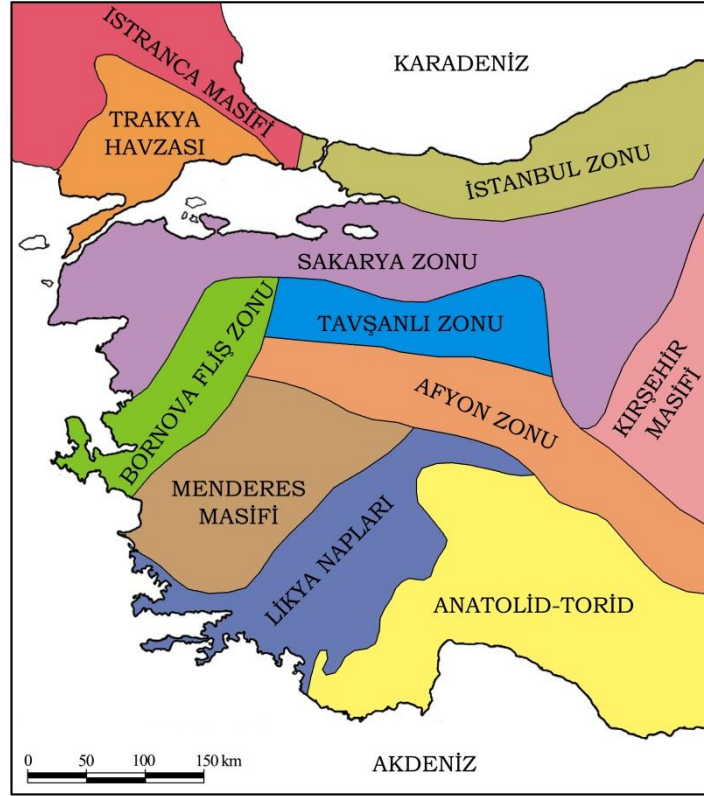 KARADENİZ
ISTRANCA MASİFİ
TRAKYA
HAVZASI
İSTANBUL ZONU
SAKARYA ZONU
TAVŞANLI ZONU
BORNOVA FLİŞ ZONU
AFYON ZONU
KIRŞEHİR
MASİFİ
MENDERES
MASİFİ
LİKYA NAPLARI
ANATOLİD-TORİD
0 50 100 150 km
AKDENİZ